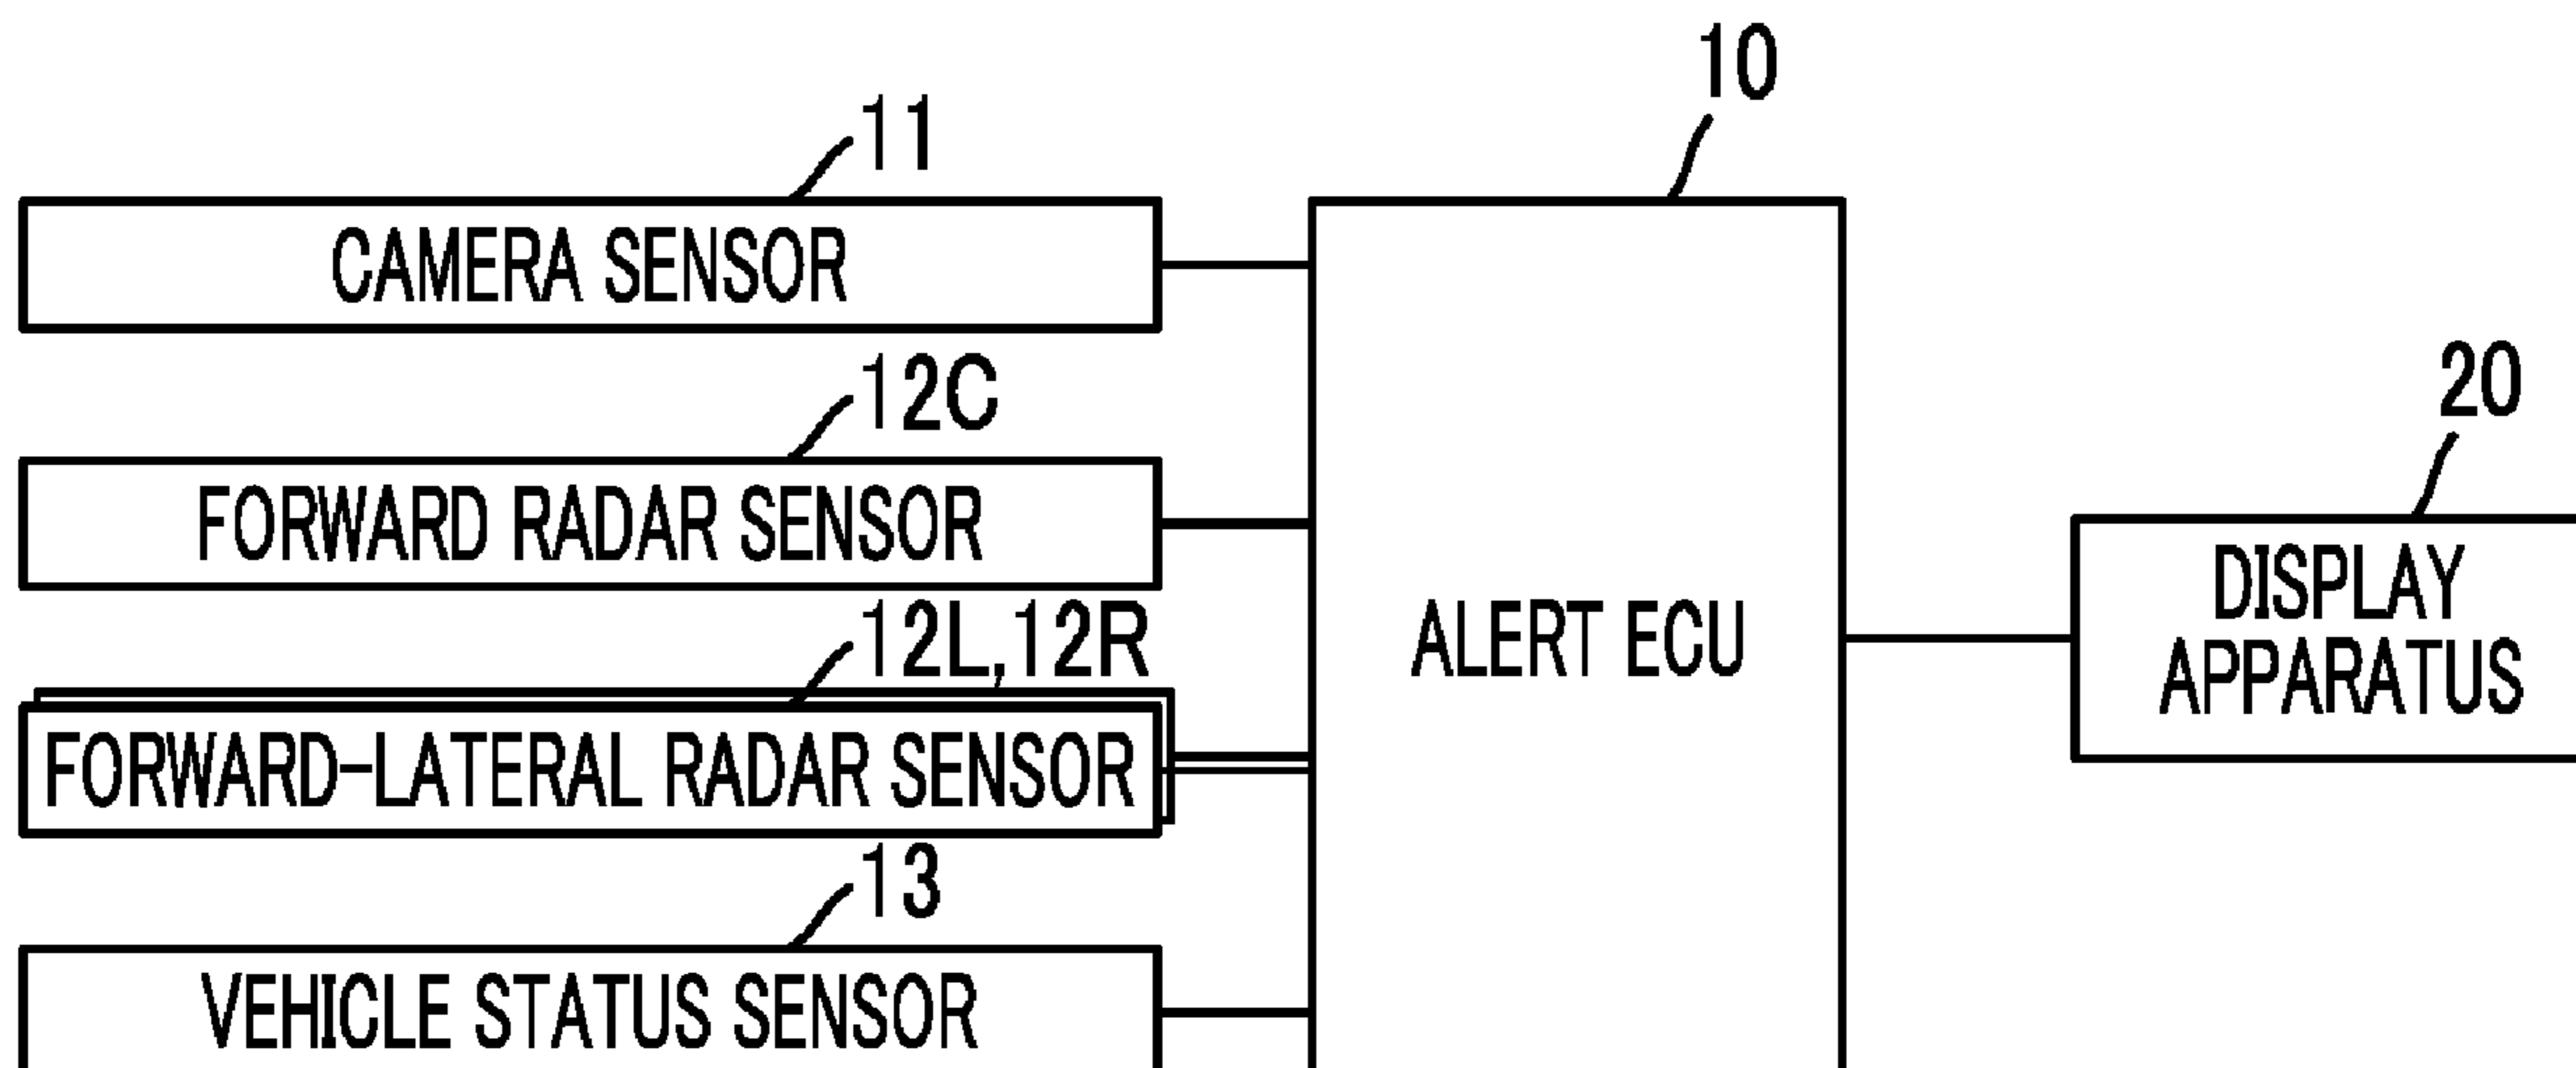 10
11
CAMERA SENSOR
12C
FORWARD RADAR SENSOR
12L,12R
FORWARD-LATERAL RADAR SENSOR
13
VEHICLE STATUS SENSOR
ALERT ECU
20
DISPLAY
APPARATUS